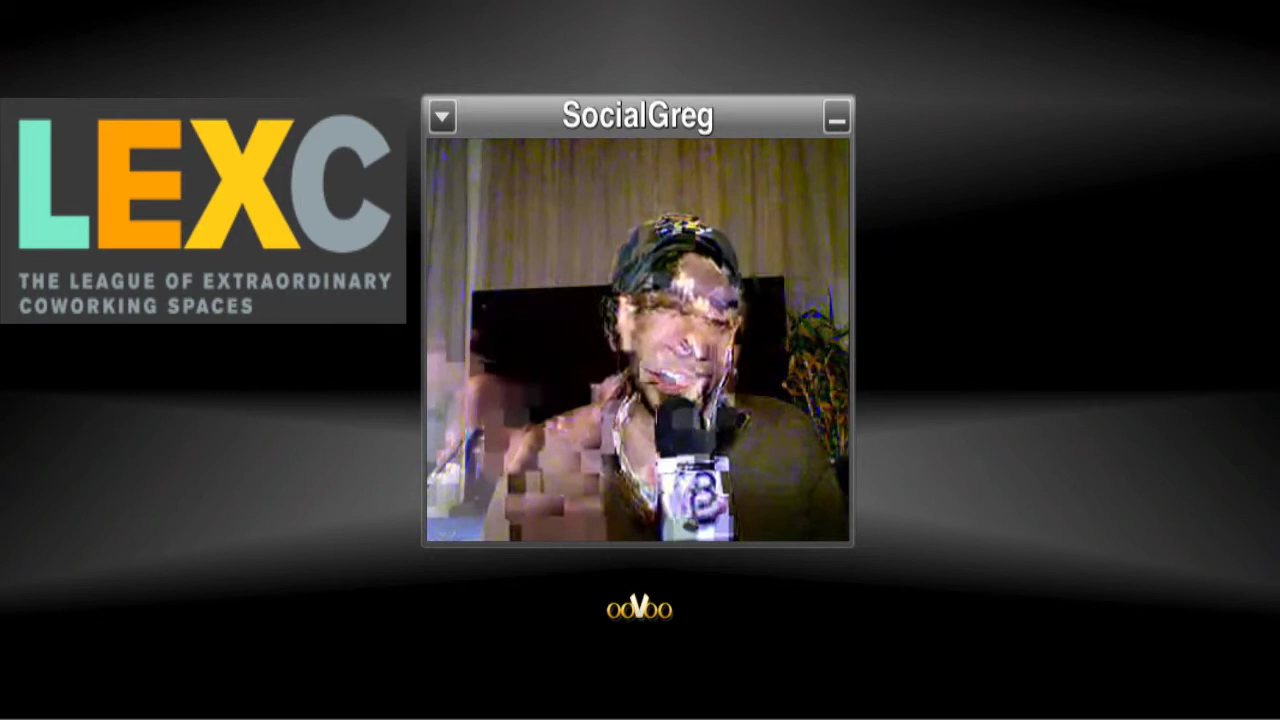 LEXC
THE LEAGUE OF EXTRAORDINARY
COWORKING SPACES
SocialGreg
ooVoo